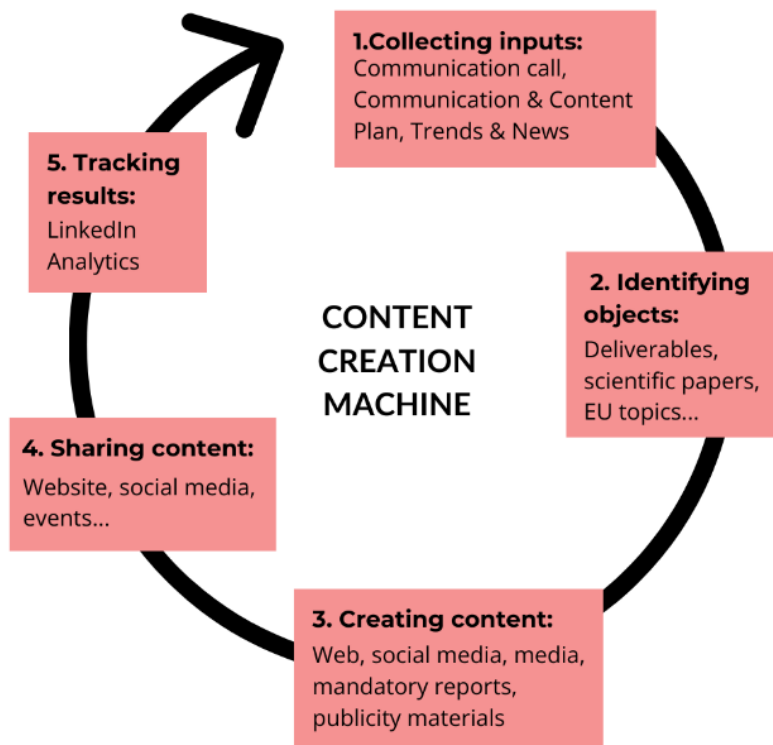 1.Collecting inputs:
Communication call,
Communication & Content
Plan, Trends & News
2. Identifying
objects:
Deliverables,
scientific papers,
EU topics...
3. Creating content:
Web, social media, media,
mandatory reports,
publicity materials
4. Sharing content:
Website, social media,
events...
5. Tracking
results:
LinkedIn
Analytics
CONTENT
CREATION
MACHINE